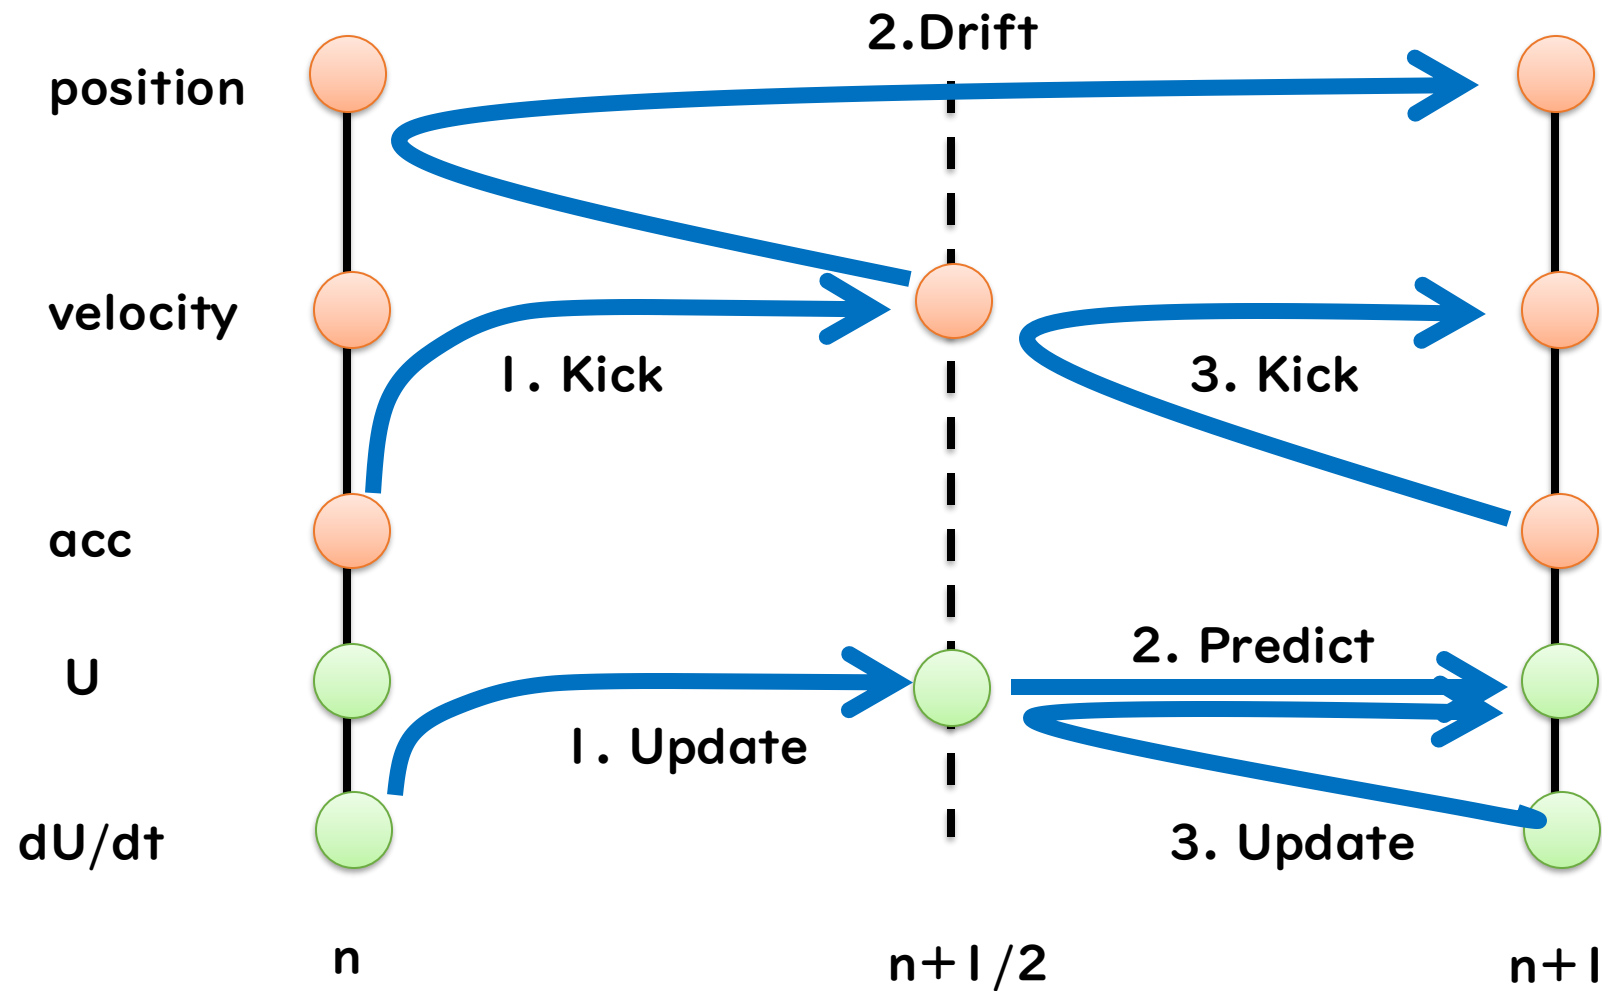 2.Drift
position
velocity
1. Kick
3. Kick
acc
2. Predict
U
1. Update
3. Update
dU/dt
n
n+1/2
n+1